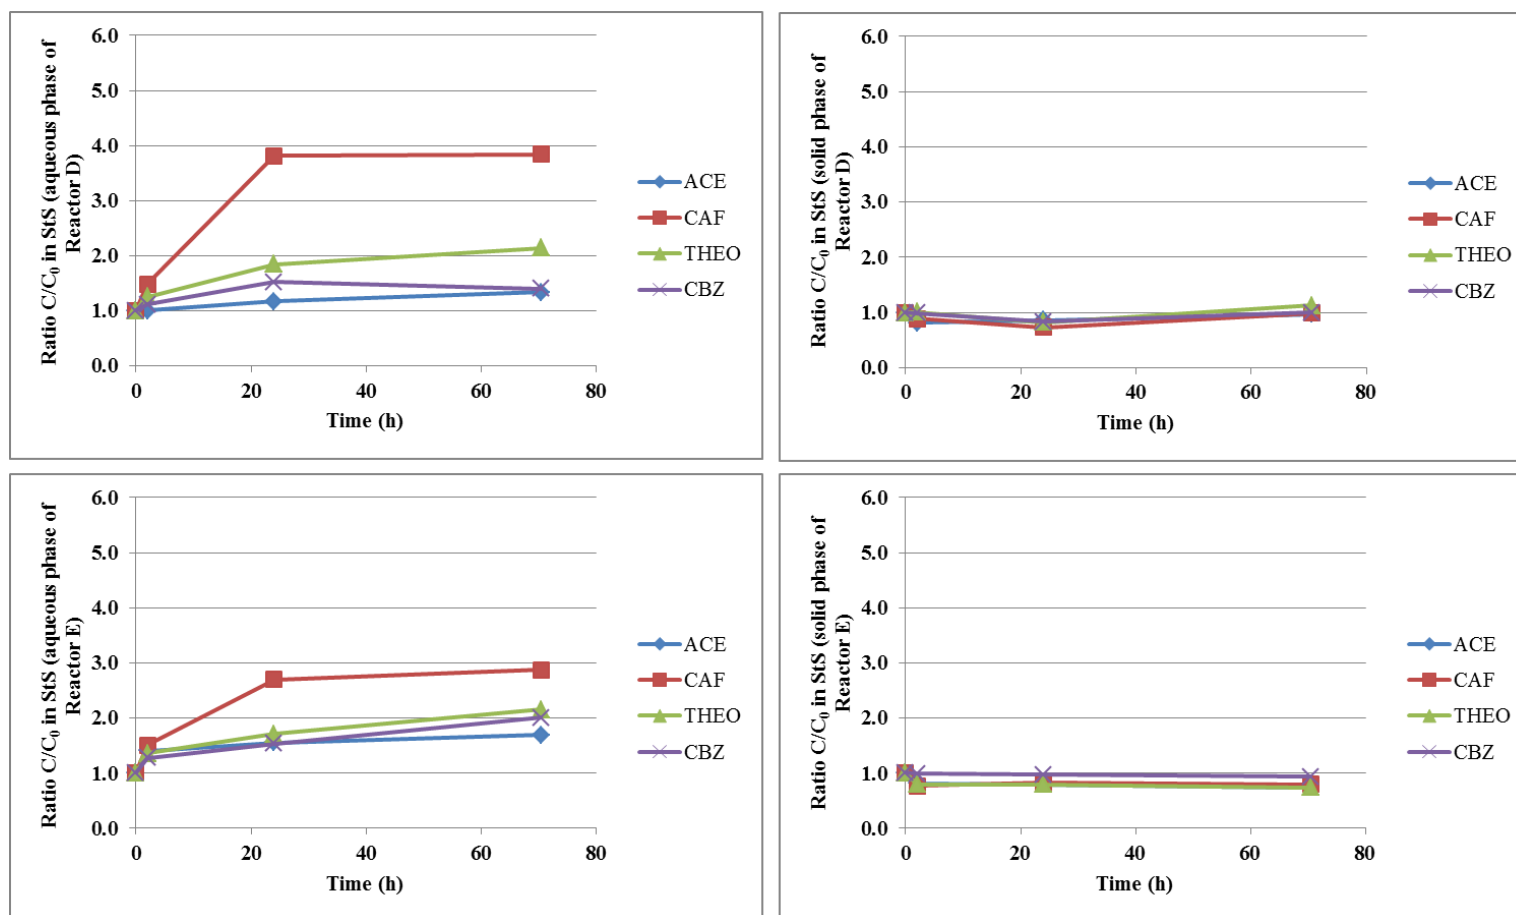 Ratio C/C₀ in StS (aqueous phase of
Reactor D)
6.0
5.0
4.0
3.0
2.0
1.0
0.0
0 20 40 60 80
Time (h)
ACE
CAF
THEO
CBZ
Ratio C/C₀ in StS (solid phase of
Reactor D)
6.0
5.0
4.0
3.0
2.0
1.0
0.0
0 20 40 60 80
Time (h)
ACE
CAF
THEO
CBZ
Ratio C/C₀ in StS (aqueous phase of
Reactor E)
6.0
5.0
4.0
3.0
2.0
1.0
0.0
0 20 40 60 80
Time (h)
ACE
CAF
THEO
CBZ
Ratio C/C₀ in StS (solid phase of
Reactor E)
6.0
5.0
4.0
3.0
2.0
1.0
0.0
0 20 40 60 80
Time (h)
ACE
CAF
THEO
CBZ